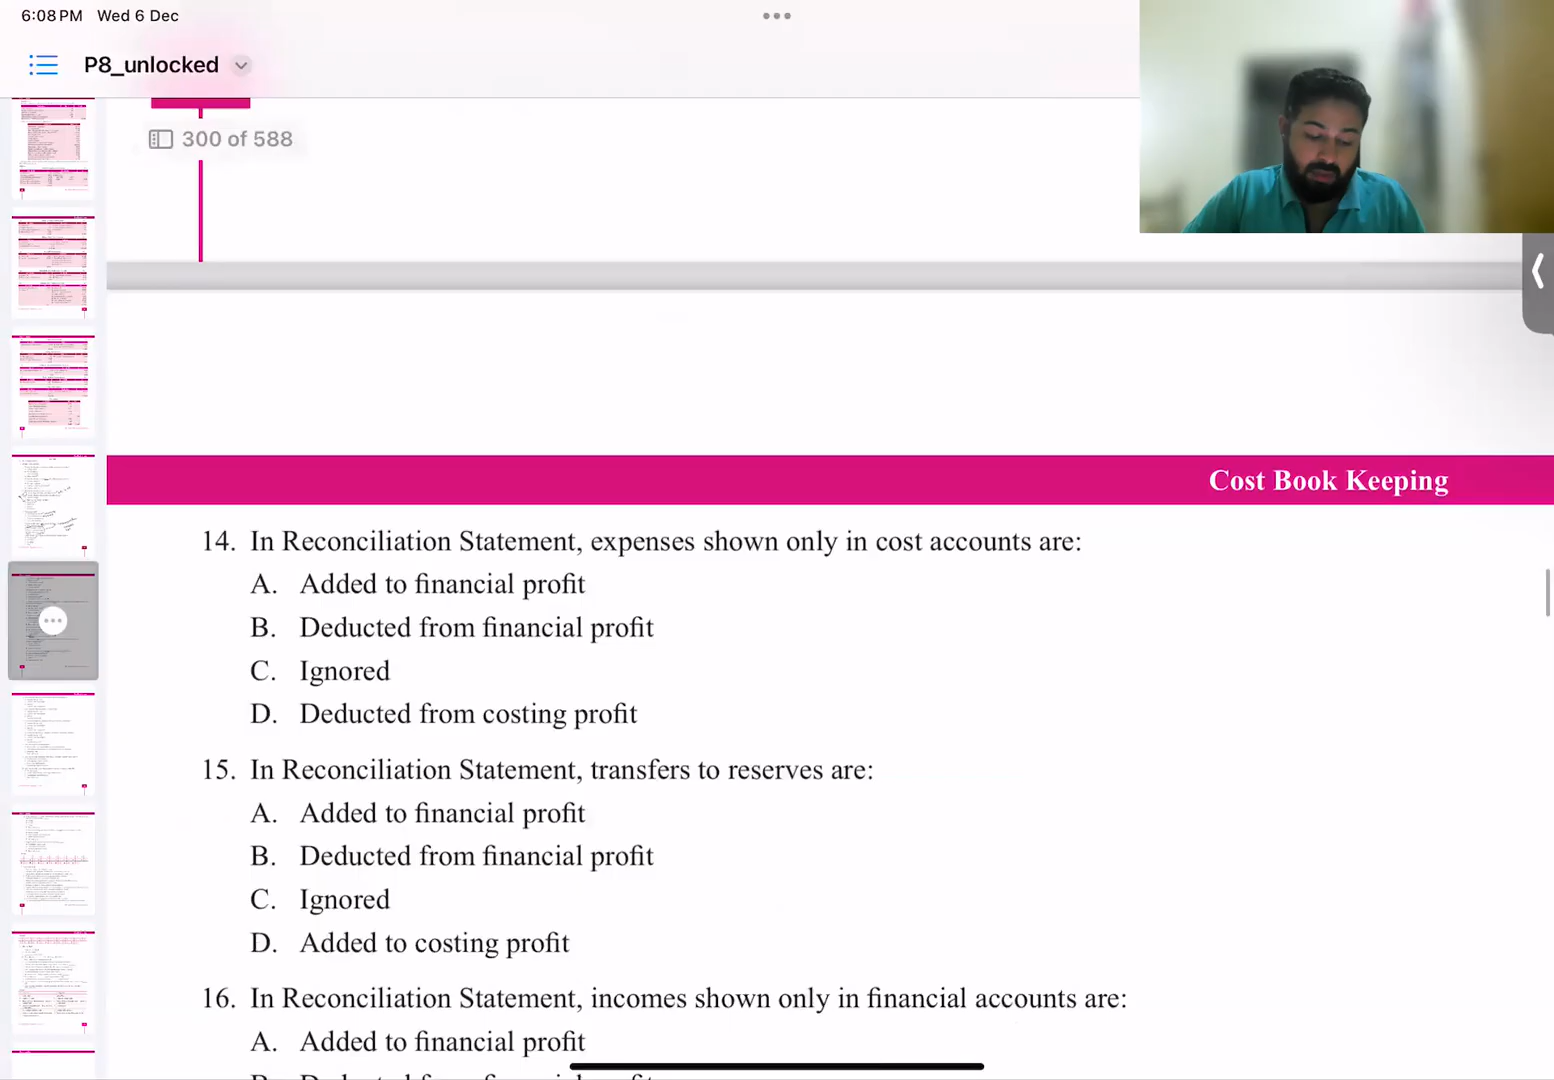 6:08 PM Wed 6 Dec
P8_unlocked
300 of 588
Cost Book Keeping
14. In Reconciliation Statement, expenses shown only in cost accounts are:
A. Added to financial profit
B. Deducted from financial profit
C. Ignored
D. Deducted from costing profit
15. In Reconciliation Statement, transfers to reserves are:
A. Added to financial profit
B. Deducted from financial profit
C. Ignored
D. Added to costing profit
16. In Reconciliation Statement, incomes shown only in financial accounts are:
A. Added to financial profit